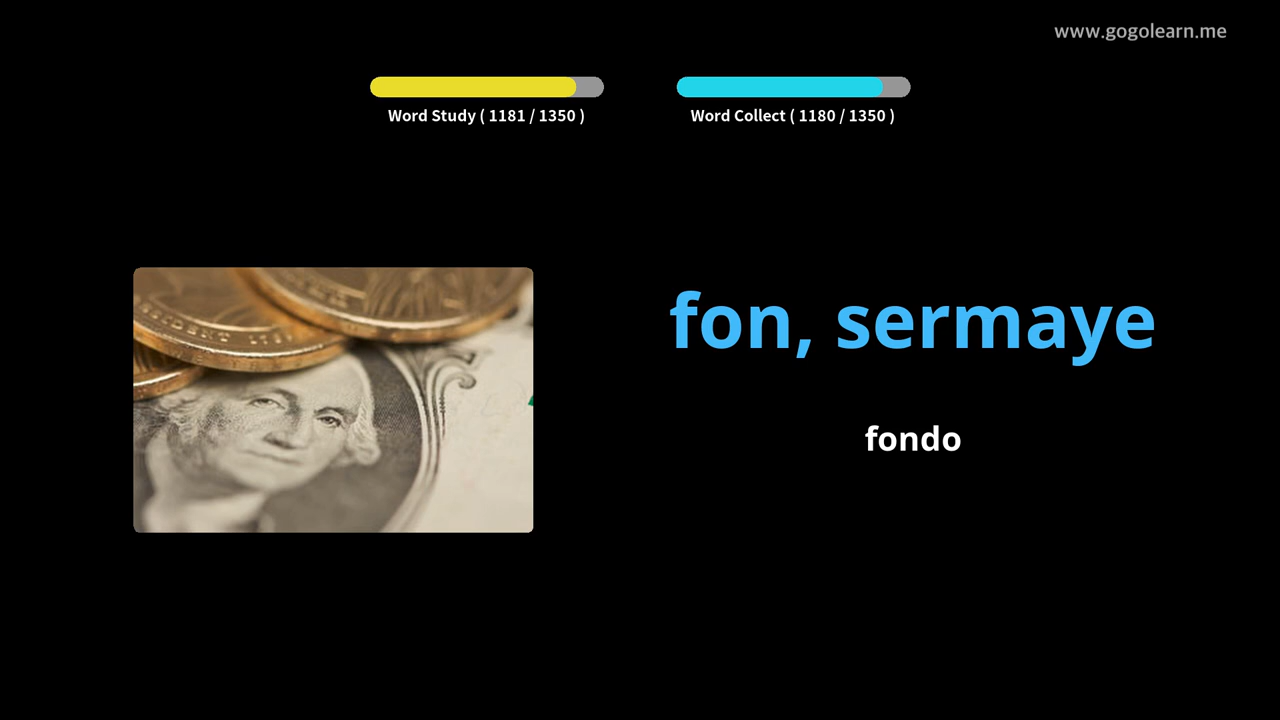 www.gogolearn.me
Word Study ( 1181 / 1350 )
Word Collect ( 1180 / 1350 )
fon, sermaye
fondo